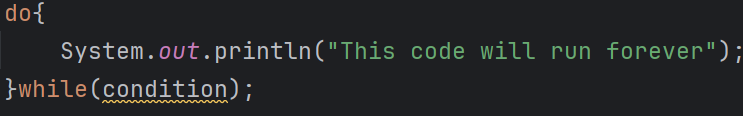 do{
    System.out.println("This code will run forever");
}while(condition);